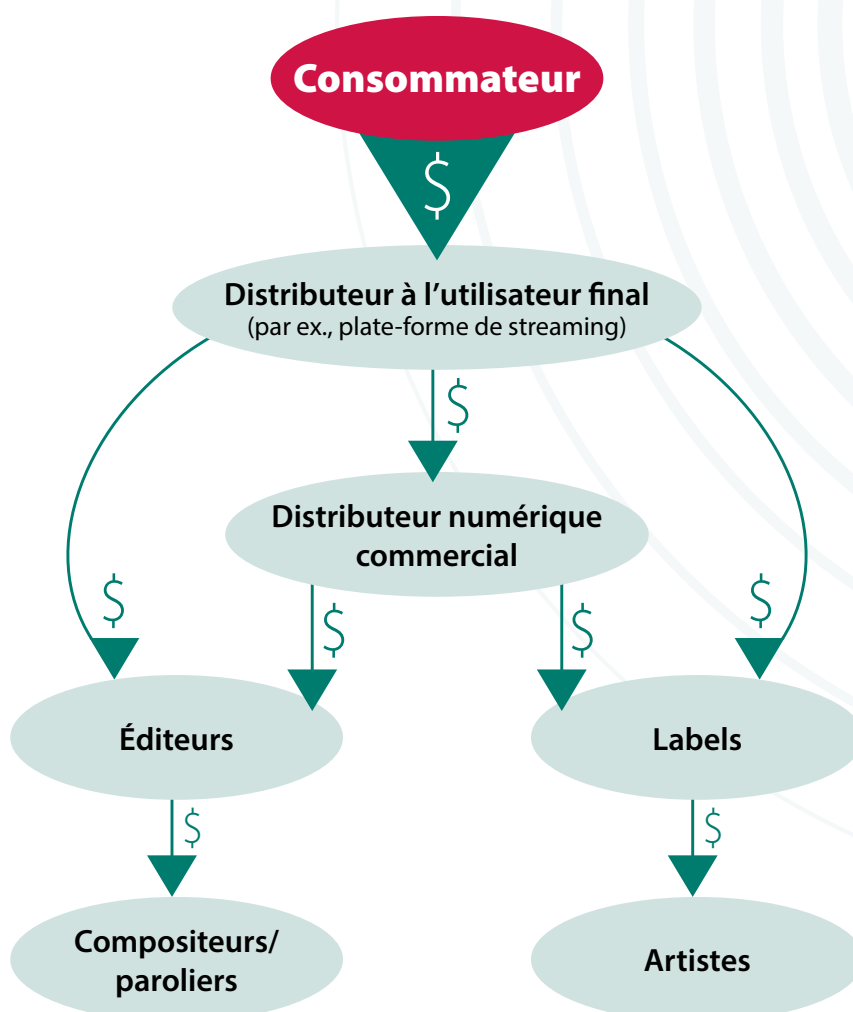 Consommateur
$
Distributeur à l'utilisateur final
(par ex., plate-forme de streaming)
$
Distributeur numérique
commercial
$
$
$
$
Éditeurs
Labels
$
$
Compositeurs/
paroliers
Artistes